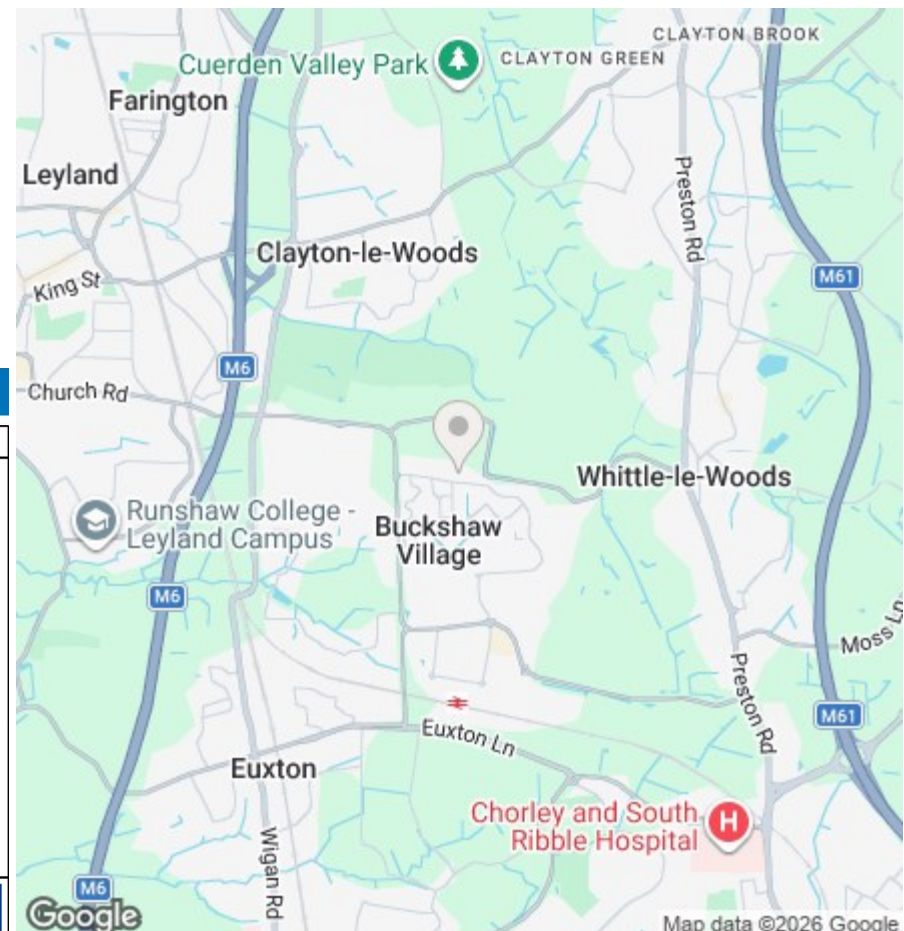 CLAYTON BROOK
Cuerden Valley Park
CLAYTON GREEN
Farington
Leyland
Preston Rd
Clayton-le-Woods
M61
King St
M6
Church Rd
Whittle-le-Woods
Runshaw College -
Leyland Campus
Buckshaw
Village
M6
Moss Ln
Preston Rd
M61
Euxton Ln
Euxton
Chorley and South
Ribble Hospital
H
Wigan Rd
M6
Google
Map data ©2026 Google